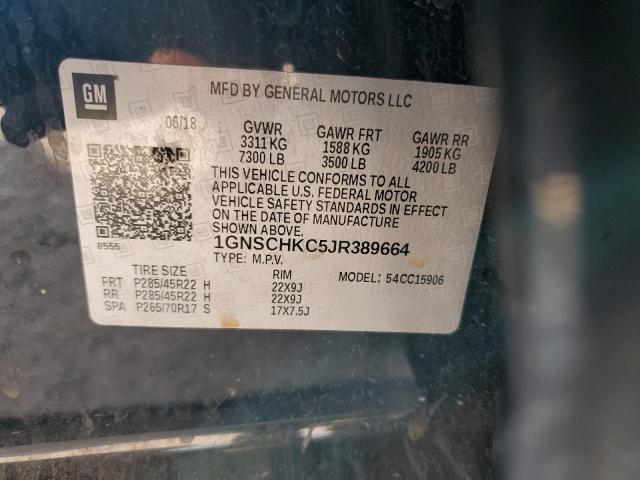 GM
MFD BY GENERAL MOTORS LLC
06/18 GVWR GAWR FRT GAWR RR
3311 KG 1588 KG 1905 KG
7300 LB 3500 LB 4200 LB
THIS VEHICLE CONFORMS TO ALL
APPLICABLE U.S. FEDERAL MOTOR
VEHICLE SAFETY STANDARDS IN EFFECT
ON THE DATE OF MANUFACTURE
SHOWN ABOVE.
8555 1GNSCHKC5JR389664
TYPE: M.P.V.
TIRE SIZE RIM MODEL: 54CC15906
FRT P285/45R22 H 22X9J
RR P285/45R22 H 22X9J
SPA P265/70R17 S 17X7.5J